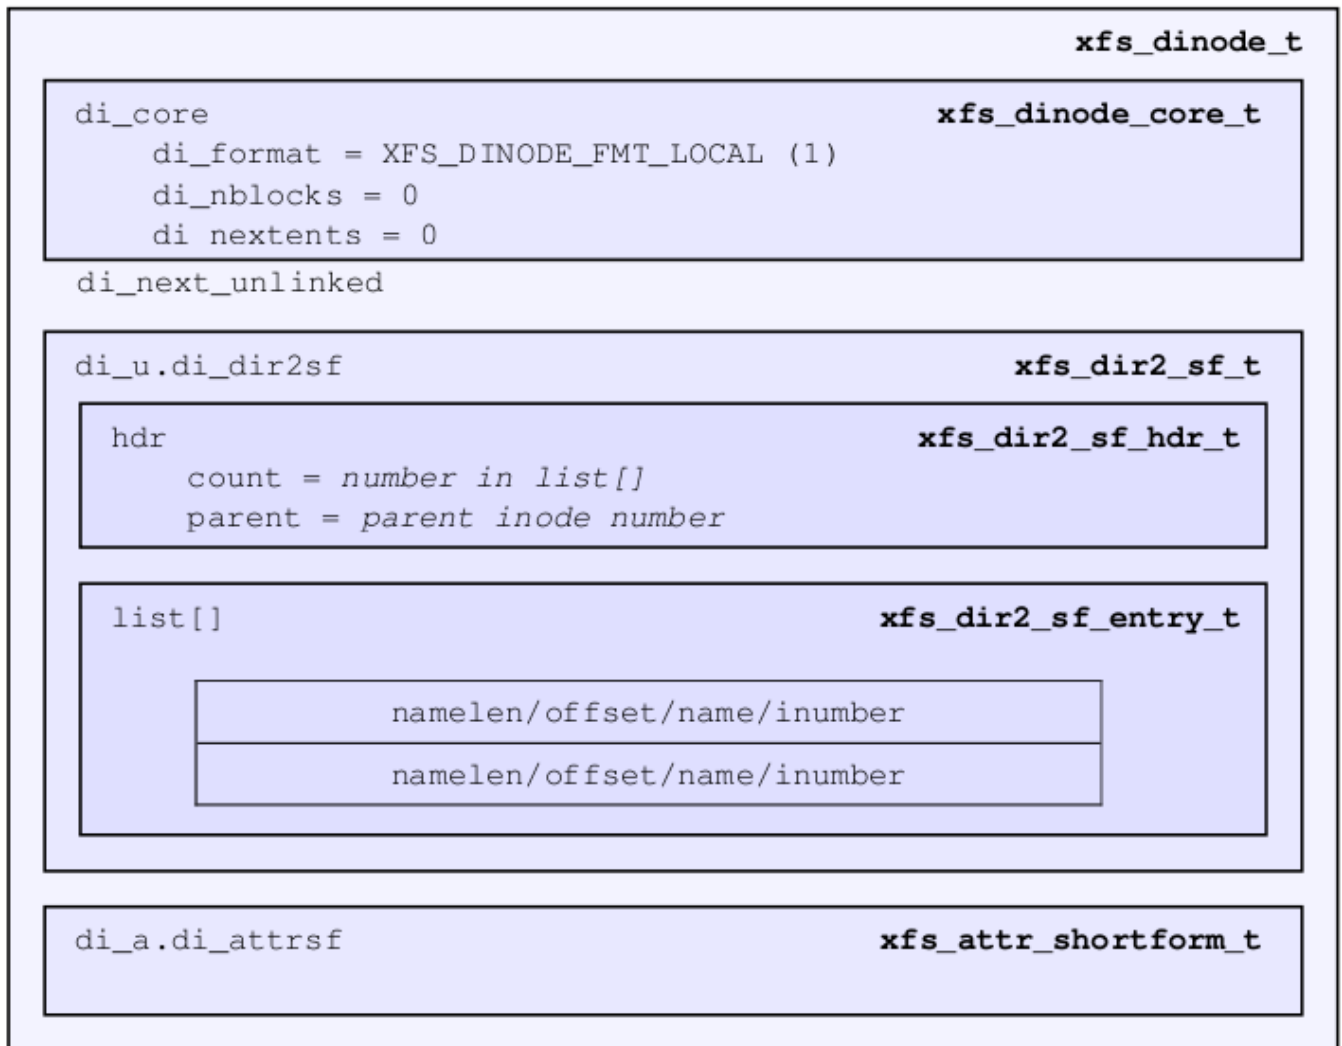 xfs_dinode_t
di_core xfs_dinode_core_t
di_format = XFS_DINODE_FMT_LOCAL (1)
di_nblocks = 0
di nextents = 0
di_next_unlinked
di_u.di_dir2sf xfs_dir2_sf_t
hdr xfs_dir2_sf_hdr_t
count = number in list[]
parent = parent inode number
list[] xfs_dir2_sf_entry_t
namelen/offset/name/inumber
namelen/offset/name/inumber
di_a.di_attrsf xfs_attr_shortform_t